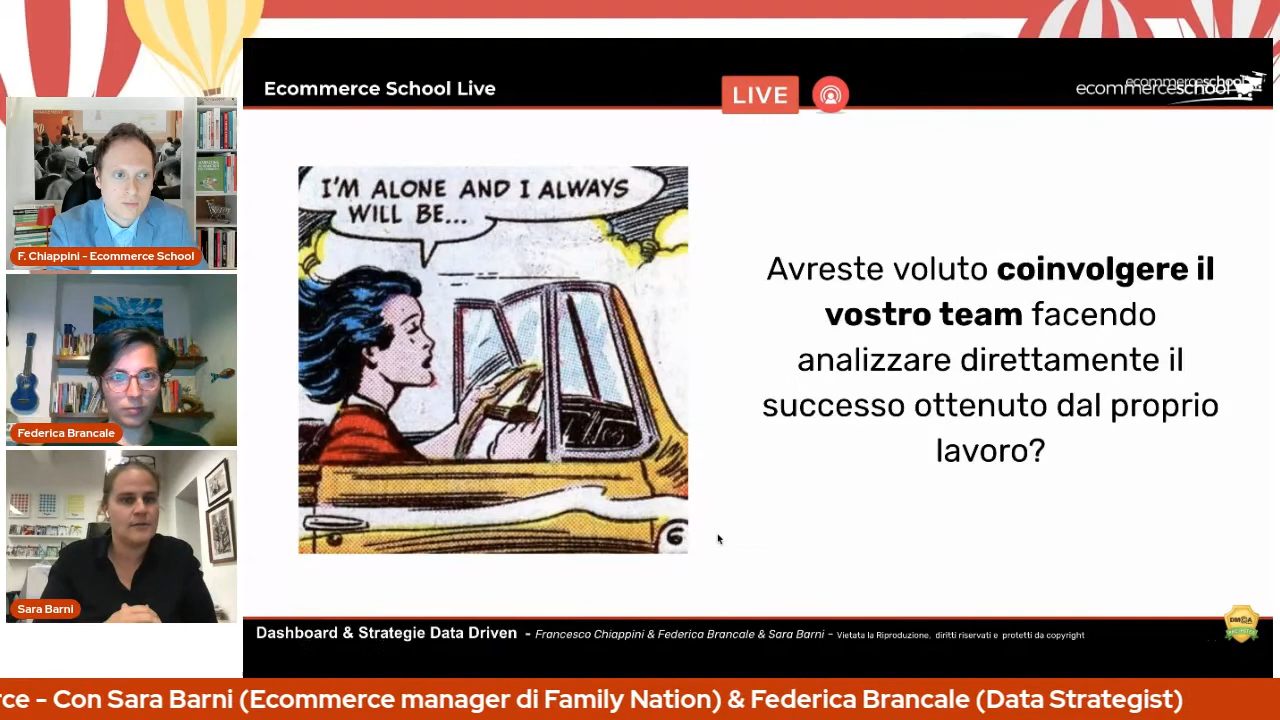 Ecommerce School Live
LIVE
ecommerceschool
ecommerceschool
I'M ALONE AND I ALWAYS
WILL BE...
6
Avreste voluto coinvolgere il
vostro team facendo
analizzare direttamente il
successo ottenuto dal proprio
lavoro?
F. Chiappini - Ecommerce School
Federica Brancale
Sara Barni
Dashboard & Strategie Data Driven - Francesco Chiappini & Federica Brancale & Sara Barni - Vietata la Riproduzione, diritti riservati e protetti da copyright
DMCA
rce - Con Sara Barni (Ecommerce manager di Family Nation) & Federica Brancale (Data Strategist)